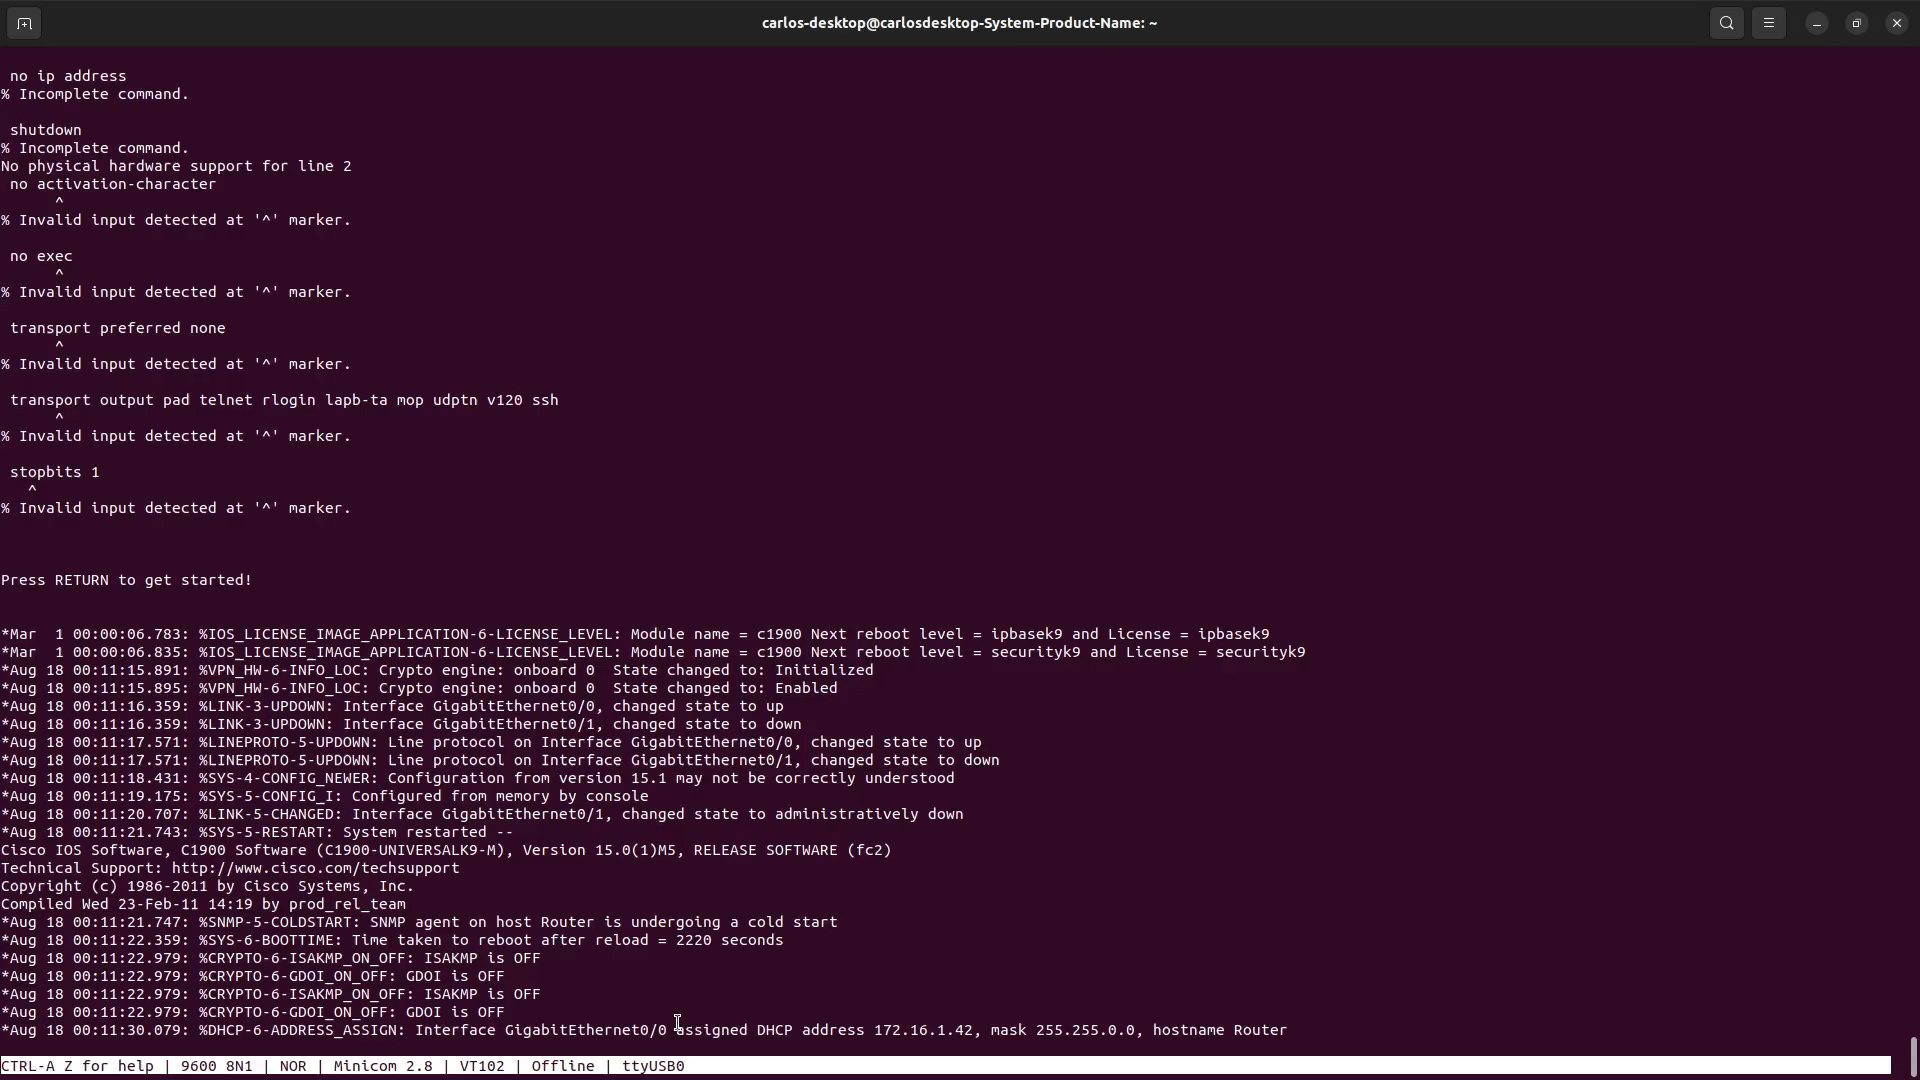 carlos-desktop@carlosdesktop-System-Product-Name: ~
no ip address
% Incomplete command.
shutdown
% Incomplete command.
No physical hardware support for line 2
no activation-character
^
% Invalid input detected at '^' marker.
no exec
^
% Invalid input detected at '^' marker.
transport preferred none
^
% Invalid input detected at '^' marker.
transport output pad telnet rlogin lapb-ta mop udptn v120 ssh
^
% Invalid input detected at '^' marker.
stopbits 1
^
% Invalid input detected at '^' marker.
Press RETURN to get started!
*Mar  1 00:00:06.783: %IOS_LICENSE_IMAGE_APPLICATION-6-LICENSE_LEVEL: Module name = c1900 Next reboot level = ipbasek9 and License = ipbasek9
*Mar  1 00:00:06.835: %IOS_LICENSE_IMAGE_APPLICATION-6-LICENSE_LEVEL: Module name = c1900 Next reboot level = securityk9 and License = securityk9
*Aug 18 00:11:15.891: %VPN_HW-6-INFO_LOC: Crypto engine: onboard 0  State changed to: Initialized
*Aug 18 00:11:15.895: %VPN_HW-6-INFO_LOC: Crypto engine: onboard 0  State changed to: Enabled
*Aug 18 00:11:16.359: %LINK-3-UPDOWN: Interface GigabitEthernet0/0, changed state to up
*Aug 18 00:11:16.359: %LINK-3-UPDOWN: Interface GigabitEthernet0/1, changed state to down
*Aug 18 00:11:17.571: %LINEPROTO-5-UPDOWN: Line protocol on Interface GigabitEthernet0/0, changed state to up
*Aug 18 00:11:17.571: %LINEPROTO-5-UPDOWN: Line protocol on Interface GigabitEthernet0/1, changed state to down
*Aug 18 00:11:18.431: %SYS-4-CONFIG_NEWER: Configuration from version 15.1 may not be correctly understood
*Aug 18 00:11:19.175: %SYS-5-CONFIG_I: Configured from memory by console
*Aug 18 00:11:20.707: %LINK-5-CHANGED: Interface GigabitEthernet0/1, changed state to administratively down
*Aug 18 00:11:21.743: %SYS-5-RESTART: System restarted --
Cisco IOS Software, C1900 Software (C1900-UNIVERSALK9-M), Version 15.0(1)M5, RELEASE SOFTWARE (fc2)
Technical Support: http://www.cisco.com/techsupport
Copyright (c) 1986-2011 by Cisco Systems, Inc.
Compiled Wed 23-Feb-11 14:19 by prod_rel_team
*Aug 18 00:11:21.747: %SNMP-5-COLDSTART: SNMP agent on host Router is undergoing a cold start
*Aug 18 00:11:22.359: %SYS-6-BOOTTIME: Time taken to reboot after reload = 2220 seconds
*Aug 18 00:11:22.979: %CRYPTO-6-ISAKMP_ON_OFF: ISAKMP is OFF
*Aug 18 00:11:22.979: %CRYPTO-6-GDOI_ON_OFF: GDOI is OFF
*Aug 18 00:11:22.979: %CRYPTO-6-ISAKMP_ON_OFF: ISAKMP is OFF
*Aug 18 00:11:22.979: %CRYPTO-6-GDOI_ON_OFF: GDOI is OFF
*Aug 18 00:11:30.079: %DHCP-6-ADDRESS_ASSIGN: Interface GigabitEthernet0/0 assigned DHCP address 172.16.1.42, mask 255.255.0.0, hostname Router
CTRL-A Z for help | 9600 8N1 | NOR | Minicom 2.8 | VT102 | Offline | ttyUSB0